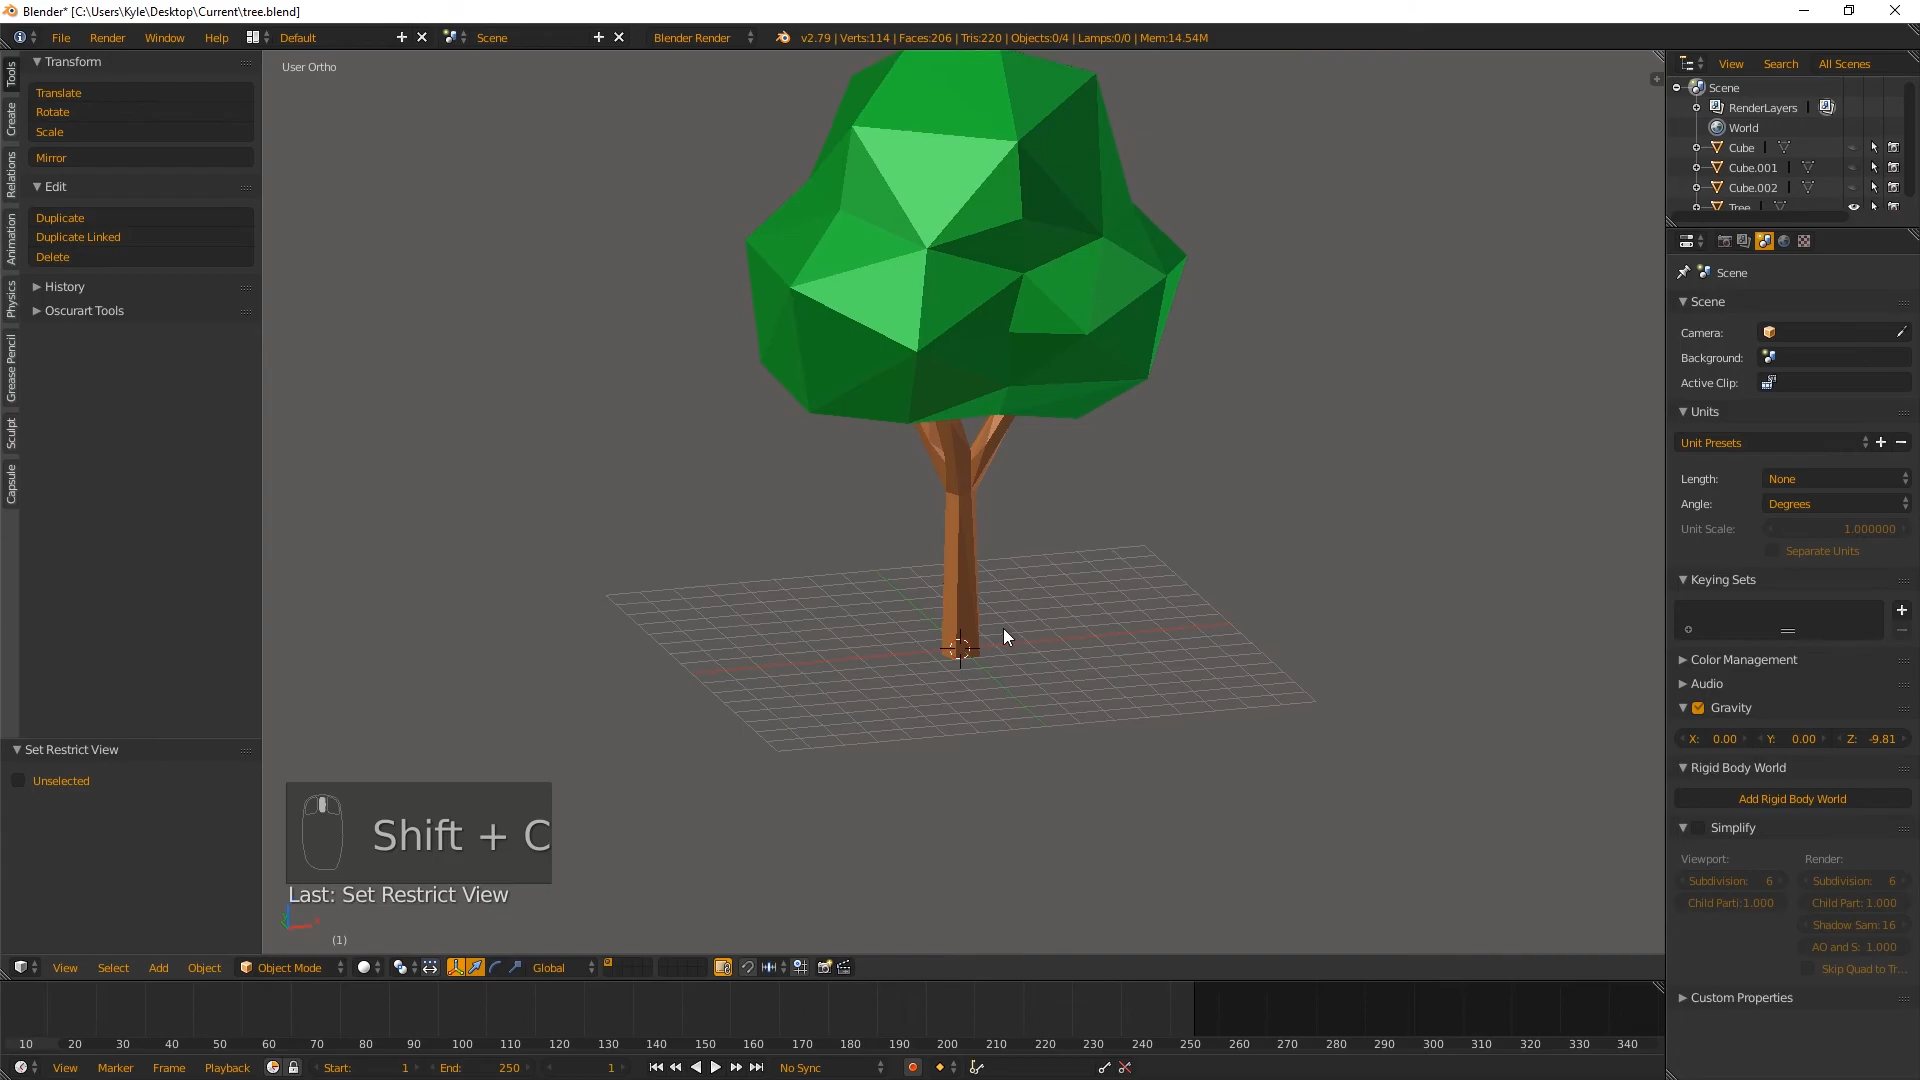 Blender* [C:\Users\Kyle\Desktop\Current\tree.blend]
File Render Window Help Default Scene Blender Render v2.79 | Verts:114 | Faces:206 | Tris:220 | Objects:0/4 | Lamps:0/0 | Mem:14.54M
Tools
Create
Relations
Animation
Physics
Grease Pencil
Sculpt
Capsule
Transform
Translate
Rotate
Scale
Mirror
Edit
Duplicate
Duplicate Linked
Delete
History
Oscurart Tools
Set Restrict View
Unselected
User Ortho
Shift + C
Last: Set Restrict View
(1)
View Select Add Object Object Mode Global
10 20 30 40 50 60 70 80 90 100 110 120 130 140 150 160 170 180 190 200 210 220 230 240 250 260 270 280 290 300 310 320 330 340
View Marker Frame Playback Start: 1 End: 250 1 No Sync
View Search All Scenes
Scene
RenderLayers
World
Cube
Cube.001
Cube.002
Tree
Scene
Scene
Camera:
Background:
Active Clip:
Units
Unit Presets
Length: None
Angle: Degrees
Unit Scale: 1.000000
Separate Units
Keying Sets
Color Management
Audio
Gravity
X: 0.00 Y: 0.00 Z: -9.81
Rigid Body World
Add Rigid Body World
Simplify
Viewport: Render:
Subdivision: 6 Subdivision: 6
Child Parti:1.000 Child Part: 1.000
Shadow Sam: 16
AO and S: 1.000
Skip Quad to Tr...
Custom Properties